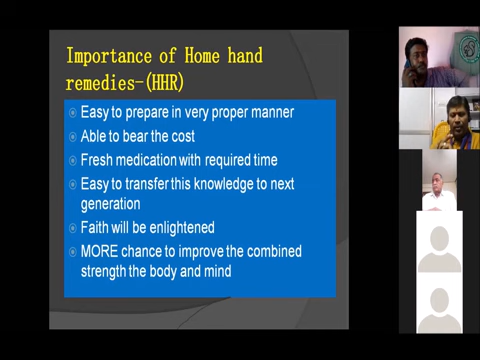 Importance of Home hand
remedies-(HHR)
Easy to prepare in very proper manner
Able to bear the cost
Fresh medication with required time
Easy to transfer this knowledge to next
generation
Faith will be enlightened
MORE chance to improve the combined
strength the body and mind